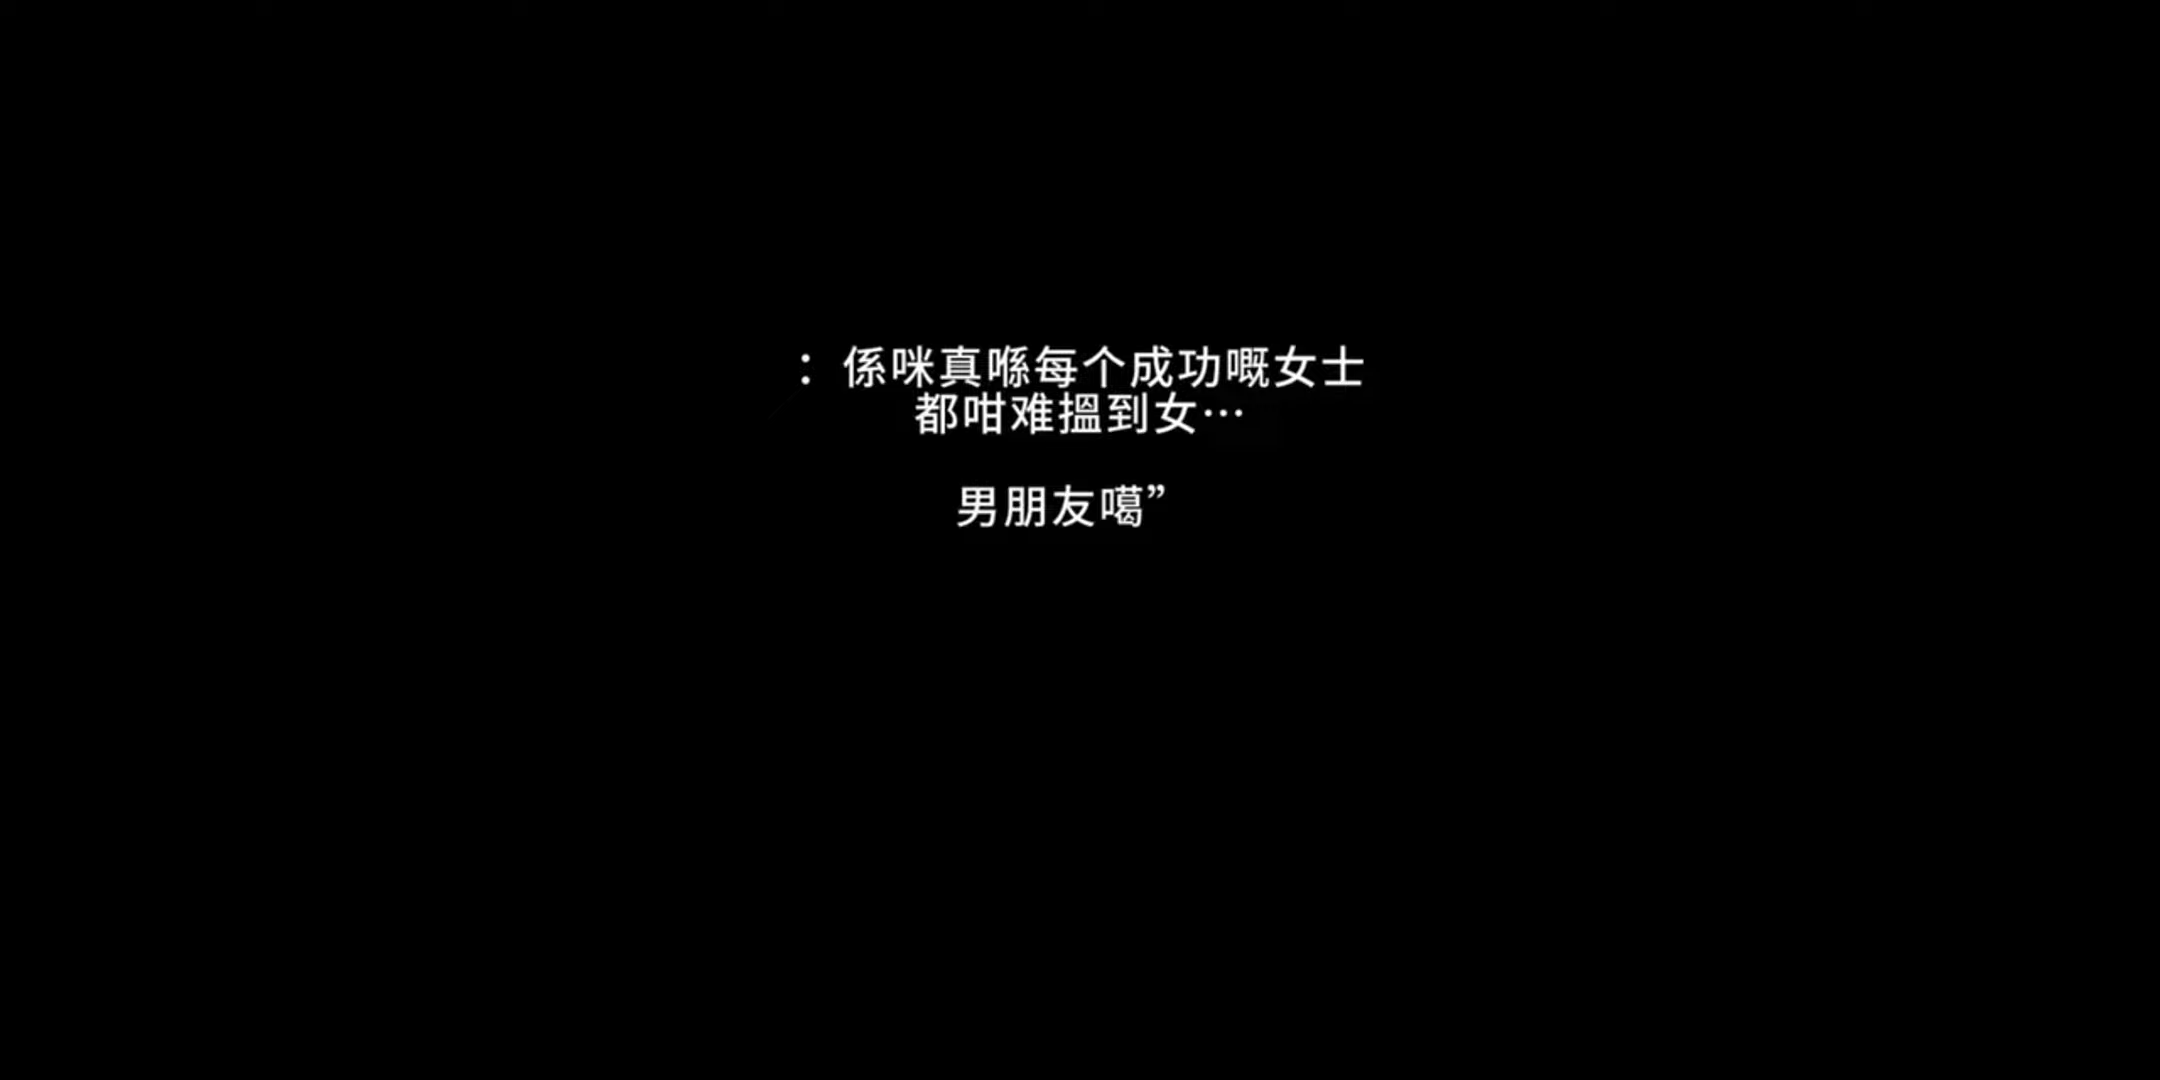 ：係咪真喺每个成功嘅女士
都咁难搵到女…
男朋友噶”